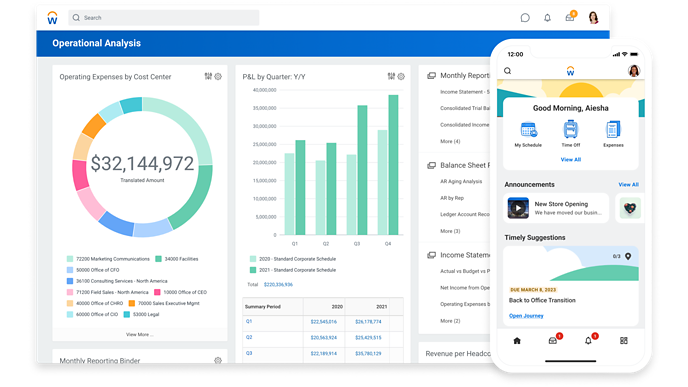 Search
Operational Analysis
Operating Expenses by Cost Center
$32,144,972
Translated Amount
72200 Marketing Communications
34000 Facilities
80000 Office of CFO
36100 Consulting Services - North America
71200 Field Sales - North America
10000 Office of CEO
40000 Office of CHRO
70000 Sales Executive Mgmt
60000 Office of CIO
33000 Legal
View More ...
Monthly Reporting Binder
P&L by Quarter: Y/Y
40,000,000
35,000,000
30,000,000
25,000,000
20,000,000
15,000,000
10,000,000
5,000,000
0
Q1 Q2 Q3 Q4
2020 - Standard Corporate Schedule
2021 - Standard Corporate Schedule
Total $220,336,936
Summary Period 2020 2021
Q1 $22,545,016 $26,178,774
Q2 $20,563,924 $25,429,515
Q3 $22,189,914 $35,780,129
Monthly Reporti
Income Statement - S
Consolidated Trial Ba
Consolidated Income
More (4)
Balance Sheet F
AR Aging Analysis
AR by Rep
Ledger Account Reco
More (3)
Income Stateme
Actual vs Budget vs P
Net Income from Oper
Operating Expenses b
More (2)
Revenue per Headco
12:00
Good Morning, Aiesha
My Schedule
Time Off
Expenses
View All
Announcements
View All
New Store Opening
We have moved our busin...
Timely Suggestions
0/3
DUE MARCH 8, 2023
Back to Office Transition
Open Journey